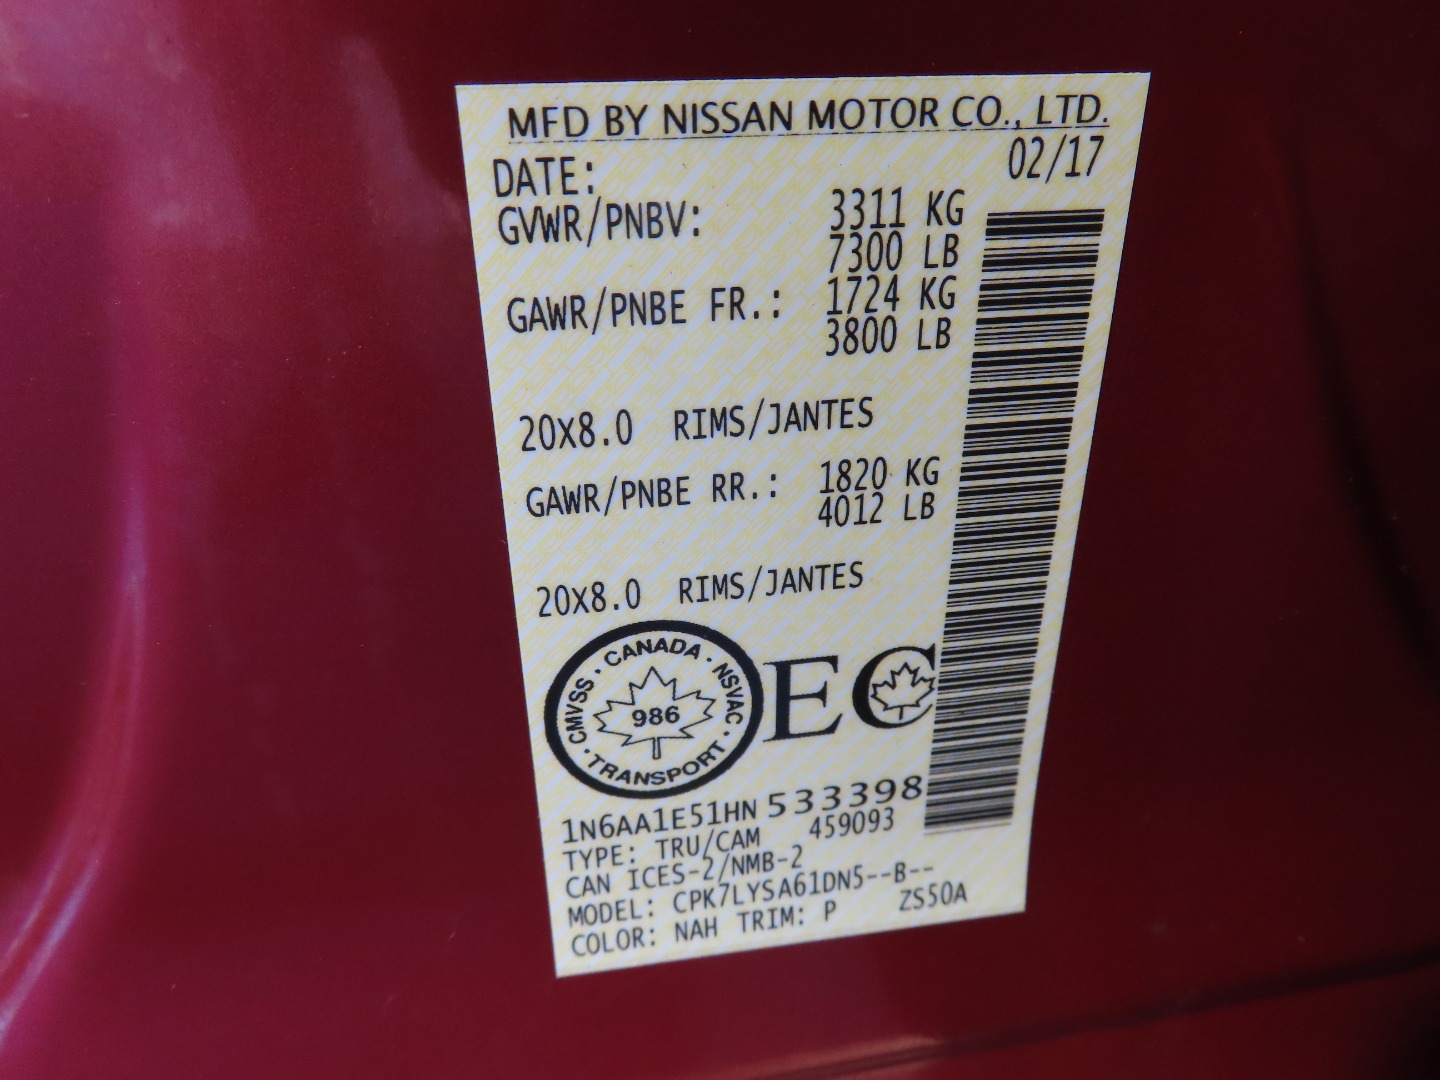 MFD BY NISSAN MOTOR CO., LTD.
DATE: 02/17
GVWR/PNBV: 3311 KG
7300 LB
GAWR/PNBE FR.: 1724 KG
3800 LB
20X8.0 RIMS/JANTES
GAWR/PNBE RR.: 1820 KG
4012 LB
20X8.0 RIMS/JANTES
CMVSS · CANADA · NSVAC · TRANSPORT ·
986
EC
1N6AA1E51HN 533398
TYPE: TRU/CAM 459093
CAN ICES-2/NMB-2
MODEL: CPK7LYSA61DN5--B--
COLOR: NAH TRIM: P ZS50A